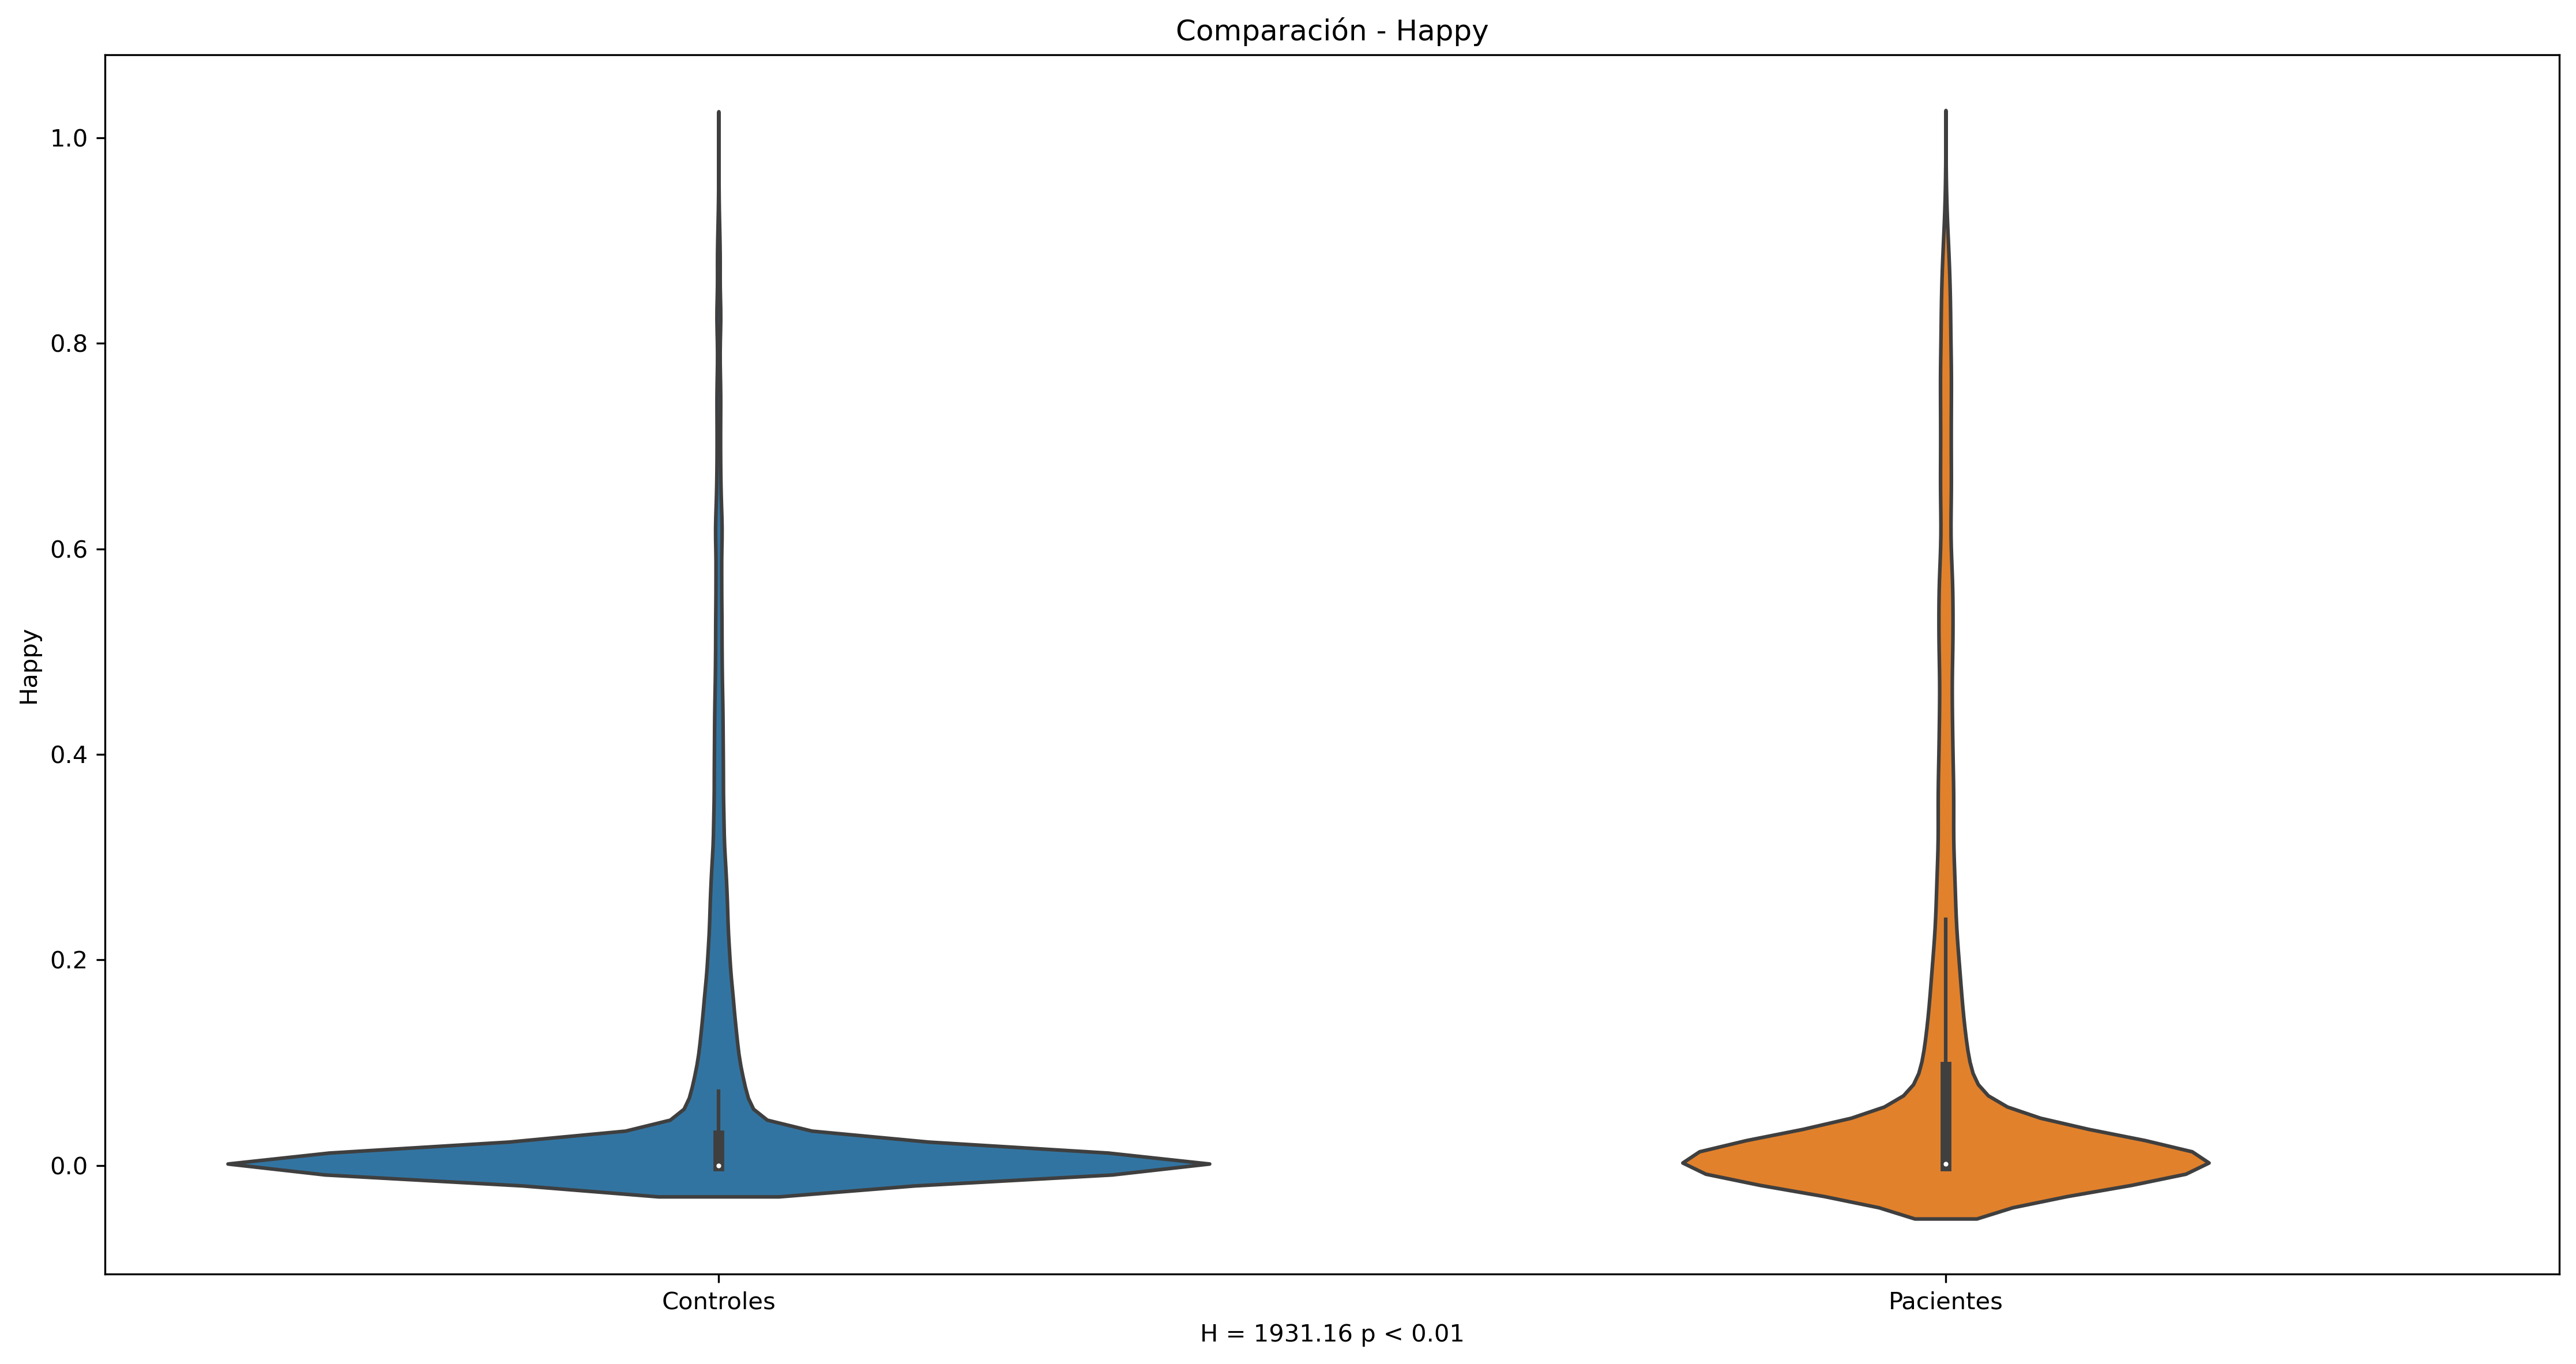 Comparación - Happy
Happy
1.0
0.8
0.6
0.4
0.2
0.0
Controles
Pacientes
H = 1931.16 p < 0.01